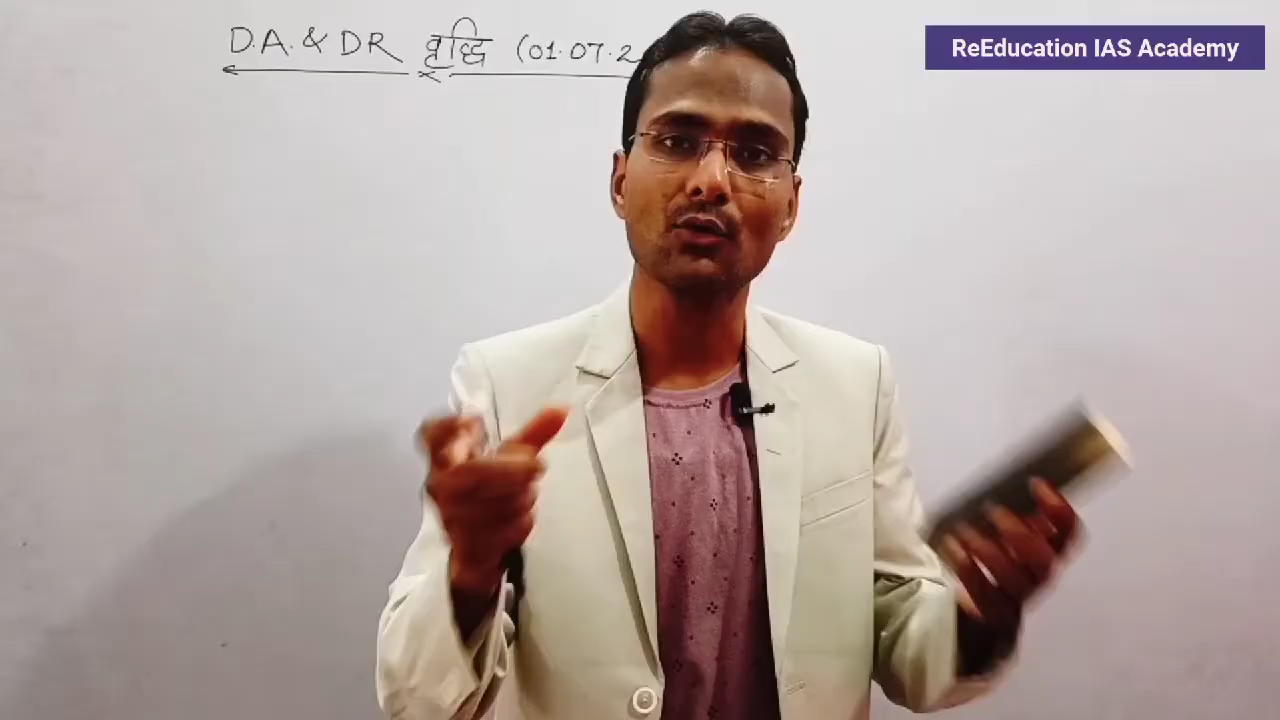 D.A. & DR वृद्धि (01.07.2
ReEducation IAS Academy